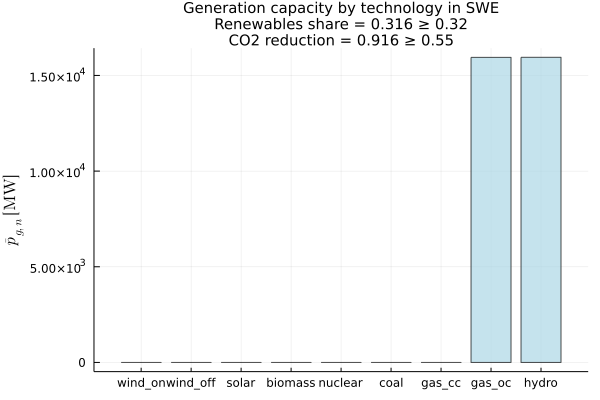 Generation capacity by technology in SWE
Renewables share = 0.316 ≥ 0.32
CO2 reduction = 0.916 ≥ 0.55
p̄_{g,n} [MW]
1.50×10⁴
1.00×10⁴
5.00×10³
0
wind_on wind_off solar biomass nuclear coal gas_cc gas_oc hydro